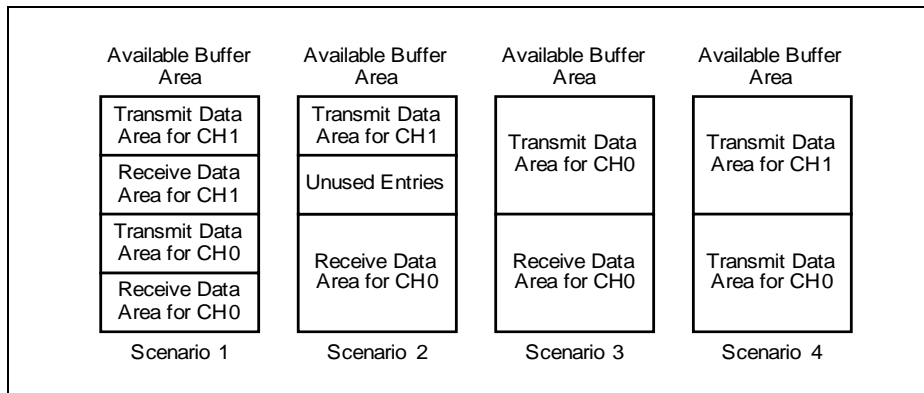 Available Buffer
Area
Transmit Data
Area for CH1
Receive Data
Area for CH1
Transmit Data
Area for CH0
Receive Data
Area for CH0
Scenario 1
Available Buffer
Area
Transmit Data
Area for CH1
Unused Entries
Receive Data
Area for CH0
Scenario 2
Available Buffer
Area
Transmit Data
Area for CH0
Receive Data
Area for CH0
Scenario 3
Available Buffer
Area
Transmit Data
Area for CH1
Transmit Data
Area for CH0
Scenario 4